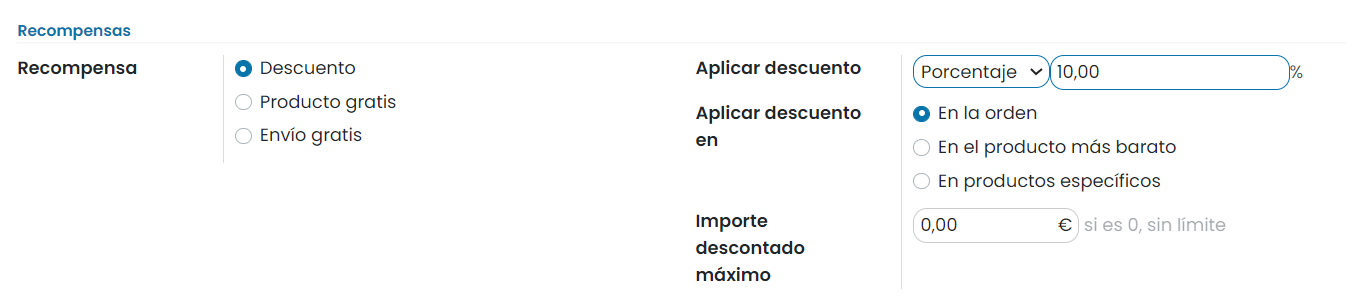 Recompensas
Recompensa
Descuento
Producto gratis
Envío gratis
Aplicar descuento
Porcentaje 10,00 %
Aplicar descuento
en
En la orden
En el producto más barato
En productos específicos
Importe
descontado
máximo
0,00 € si es 0, sin límite